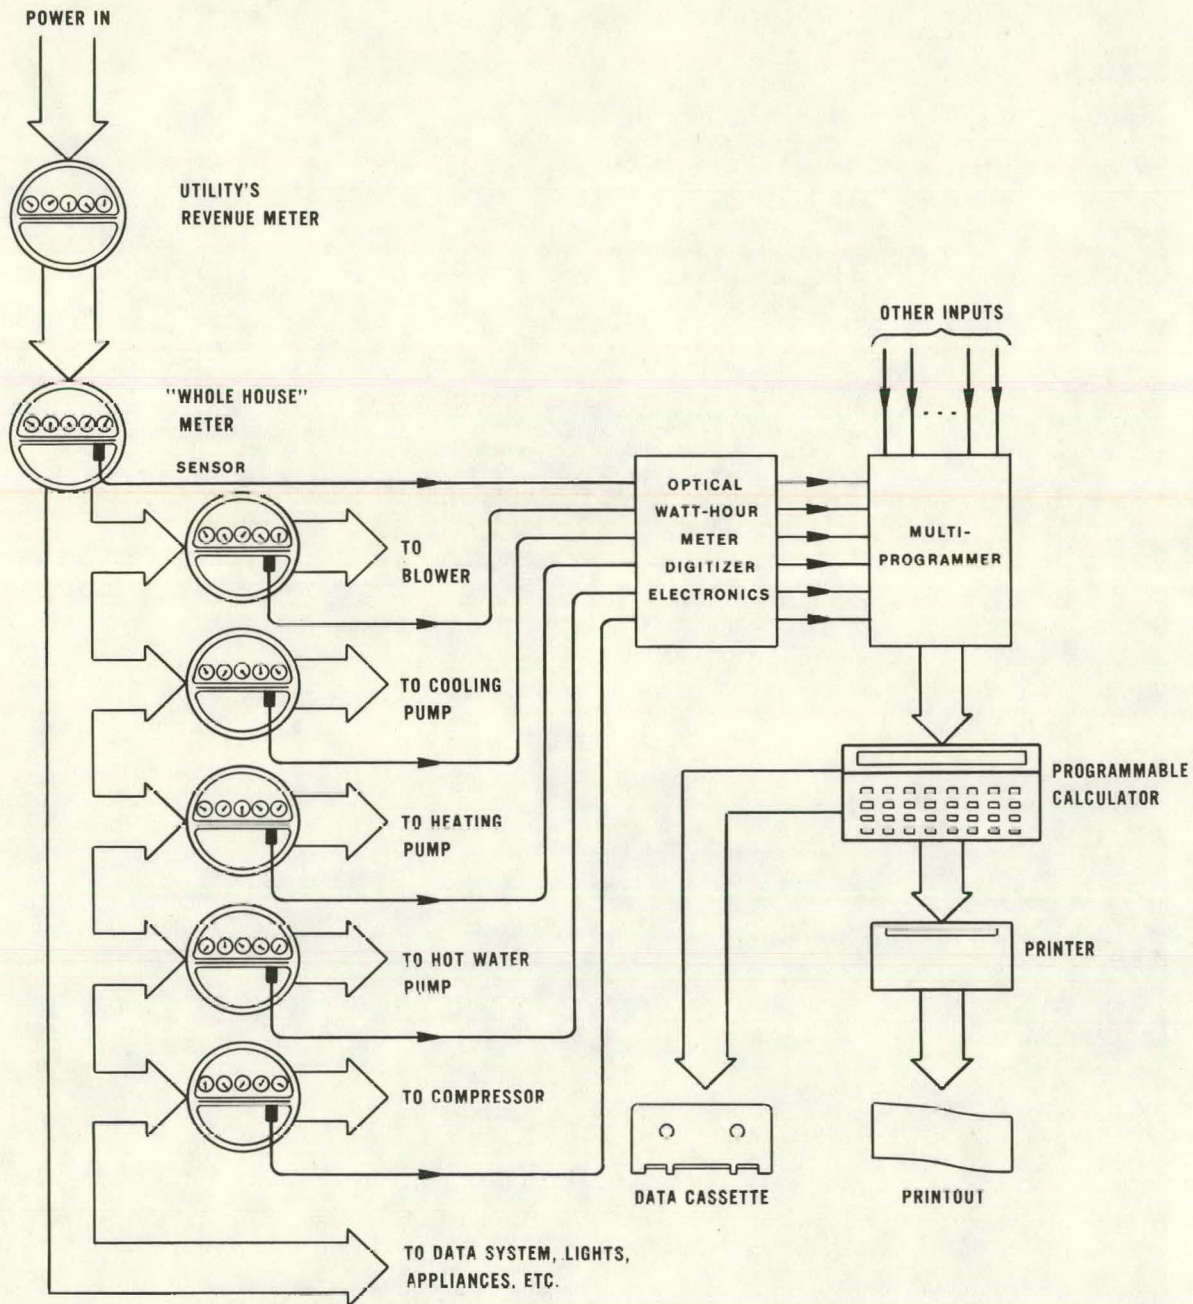 POWER IN
UTILITY'S
REVENUE METER
OTHER INPUTS
"WHOLE HOUSE"
METER
SENSOR
OPTICAL
WATT-HOUR
METER
DIGITIZER
ELECTRONICS
MULTI-
PROGRAMMER
TO
BLOWER
TO COOLING
PUMP
PROGRAMMABLE
CALCULATOR
TO HEATING
PUMP
PRINTER
TO HOT WATER
PUMP
TO COMPRESSOR
DATA CASSETTE
PRINTOUT
TO DATA SYSTEM, LIGHTS,
APPLIANCES, ETC.